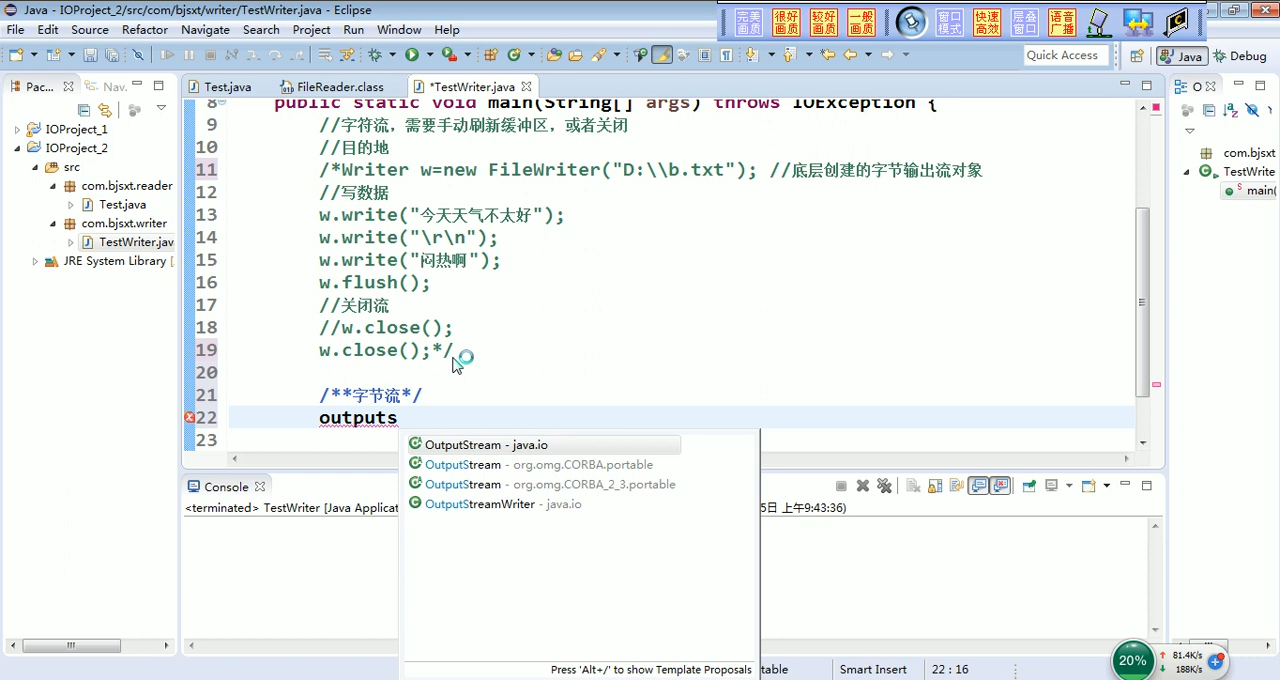 Java - IOProject_2/src/com/bjsxt/writer/TestWriter.java - Eclipse
完美画质 很好画质 较好画质 一般画质 窗口模式 快速高效 层叠窗口 语音广播
File Edit Source Refactor Navigate Search Project Run Window Help
Quick Access Java Debug
Pac... Nav.
Test.java FileReader.class *TestWriter.java
O
IOProject_1
IOProject_2
src
com.bjsxt.reader
Test.java
com.bjsxt.writer
TestWriter.jav
JRE System Library [
8 public static void main(String[] args) throws IOException {
9 //字符流，需要手动刷新缓冲区，或者关闭
10 //目的地
11 /*Writer w=new FileWriter("D:\\b.txt"); //底层创建的字节输出流对象
12 //写数据
13 w.write("今天天气不太好");
14 w.write("\r\n");
15 w.write("闷热啊");
16 w.flush();
17 //关闭流
18 //w.close();
19 w.close();*/
20
21 /**字节流*/
22 outputs
23
OutputStream - java.io
OutputStream - org.omg.CORBA.portable
OutputStream - org.omg.CORBA_2_3.portable
OutputStreamWriter - java.io
Press 'Alt+/' to show Template Proposals
com.bjsxt
TestWrite
main(
Console
<terminated> TestWriter [Java Applicat
5日 上午9:43:36)
table Smart Insert 22 : 16
20% 81.4K/s
188K/s